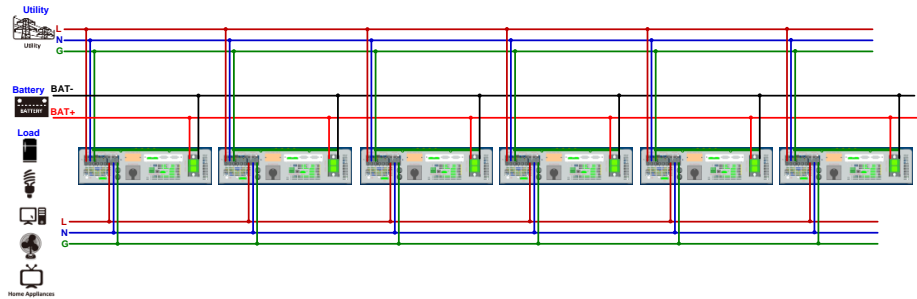 Utility
L
N
G
Utility
Battery
BAT-
BATTERY
BAT+
Load
L
N
G
Home Appliances